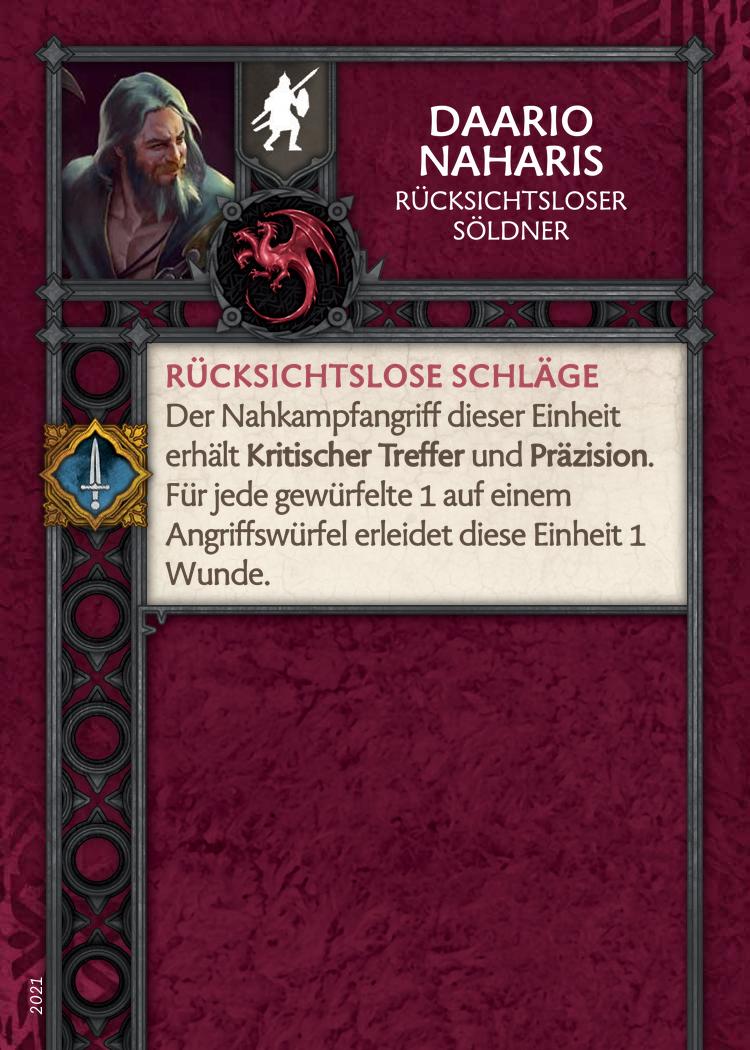 DAARIO
NAHARIS
RÜCKSICHTSLOSER
SÖLDNER
RÜCKSICHTSLOSE SCHLÄGE
Der Nahkampfangriff dieser Einheit
erhält Kritischer Treffer und Präzision.
Für jede gewürfelte 1 auf einem
Angriffswürfel erleidet diese Einheit 1
Wunde.
2021